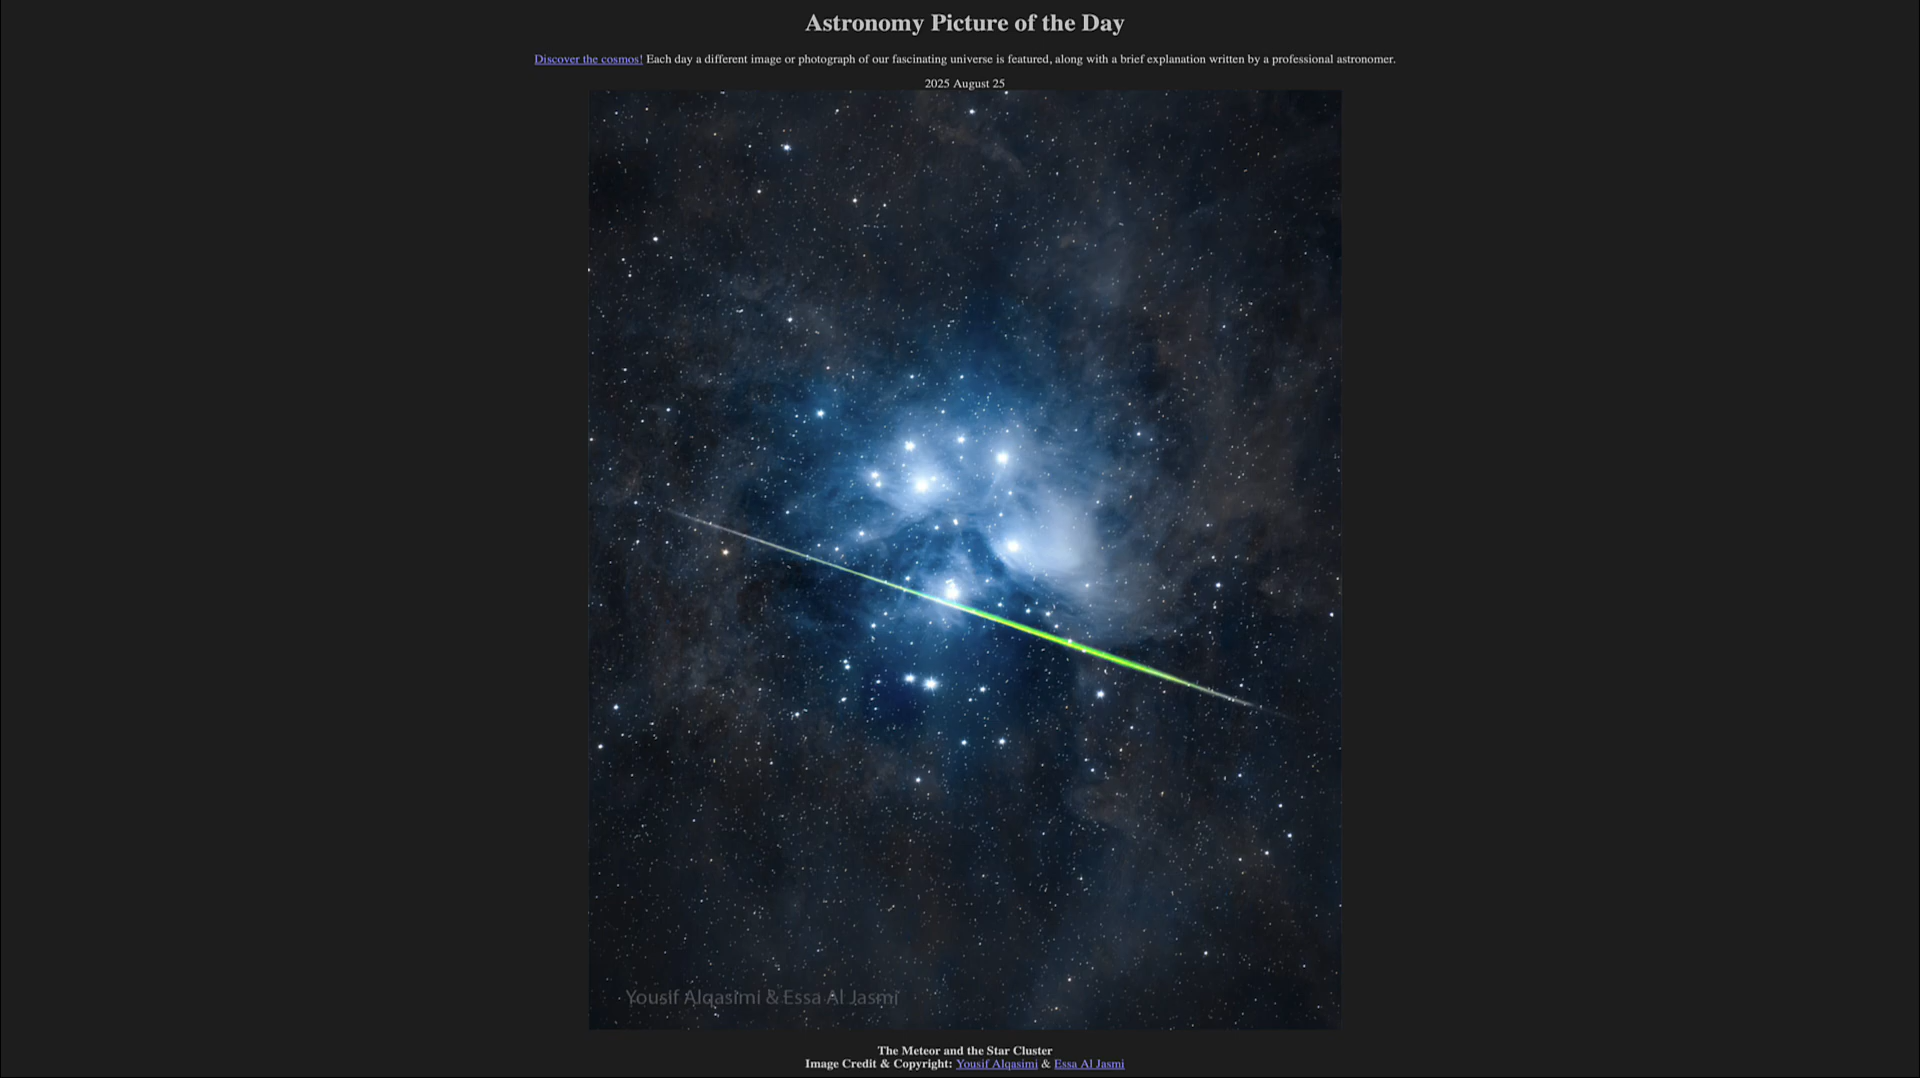 Astronomy Picture of the Day
Discover the cosmos! Each day a different image or photograph of our fascinating universe is featured, along with a brief explanation written by a professional astronomer.
2025 August 25
Yousif Alqasimi & Essa Al Jasmi
The Meteor and the Star Cluster
Image Credit & Copyright: Yousif Alqasimi & Essa Al Jasmi